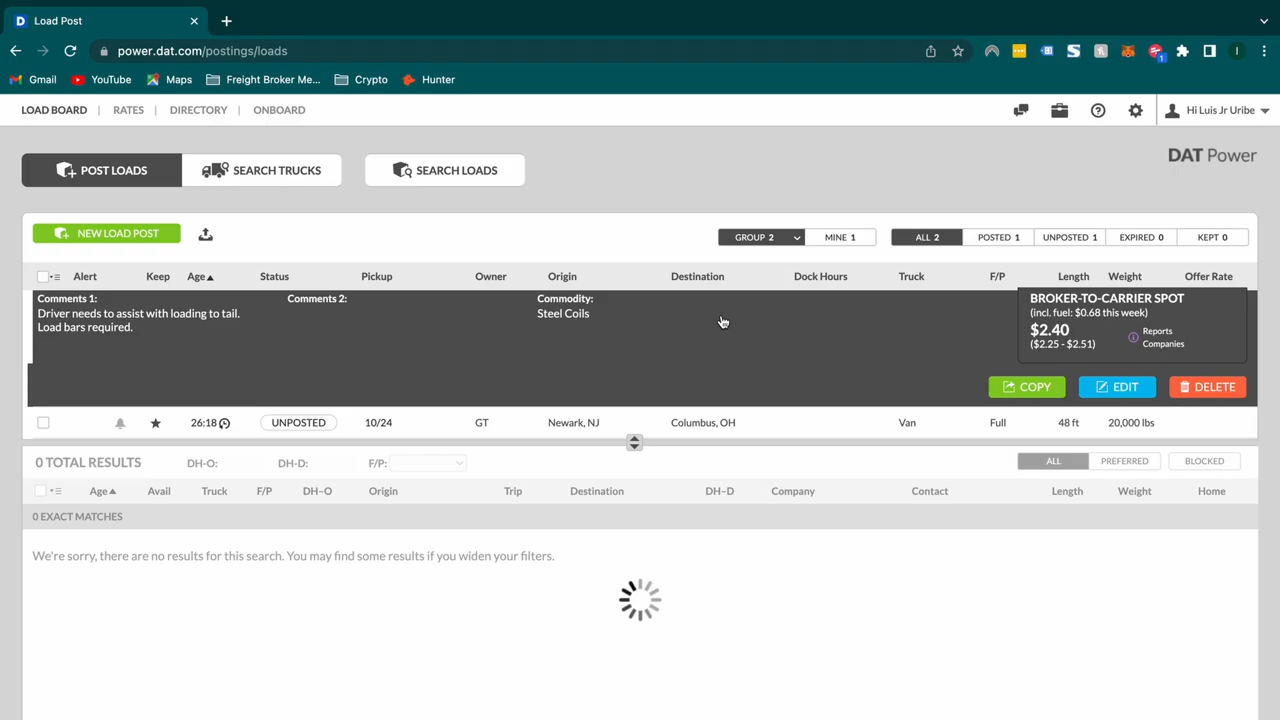 Load Post
power.dat.com/postings/loads
1
I
Gmail
YouTube
Maps
Freight Broker Me...
Crypto
Hunter
LOAD BOARD | RATES | DIRECTORY | ONBOARD
Hi Luis Jr Uribe
POST LOADS
SEARCH TRUCKS
SEARCH LOADS
DAT Power
NEW LOAD POST
GROUP 2
MINE 1
ALL 2
POSTED 1
UNPOSTED 1
EXPIRED 0
KEPT 0
Alert Keep Age Status Pickup Owner Origin Destination Dock Hours Truck F/P Length Weight Offer Rate
Comments 1:
Driver needs to assist with loading to tail.
Load bars required.
Comments 2:
Commodity:
Steel Coils
BROKER-TO-CARRIER SPOT
(incl. fuel: $0.68 this week)
$2.40
($2.25 - $2.51)
Reports
Companies
COPY
EDIT
DELETE
26:18 UNPOSTED 10/24 GT Newark, NJ Columbus, OH Van Full 48 ft 20,000 lbs
0 TOTAL RESULTS DH-O: DH-D: F/P:
ALL
PREFERRED
BLOCKED
Age Avail Truck F/P DH–O Origin Trip Destination DH–D Company Contact Length Weight Home
0 EXACT MATCHES
We're sorry, there are no results for this search. You may find some results if you widen your filters.